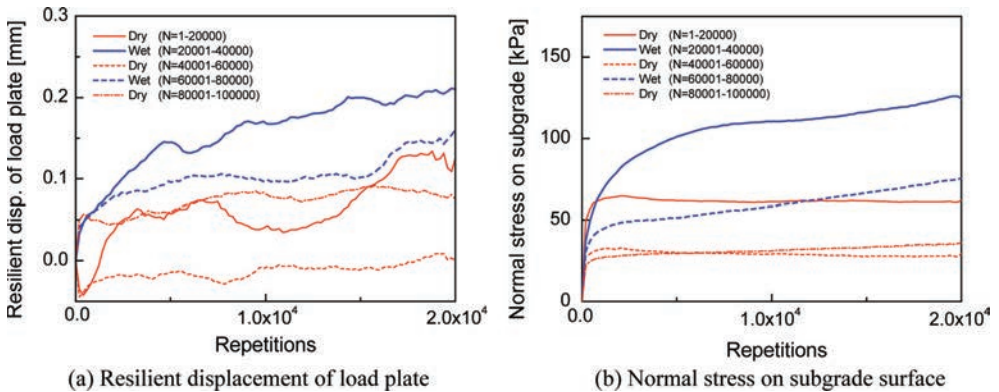 Resilient disp. of load plate [mm]
0.3
0.2
0.1
0.0
Dry (N=1-20000)
Wet (N=20001-40000)
Dry (N=40001-60000)
Wet (N=60001-80000)
Dry (N=80001-100000)
0.0
1.0x10⁴
2.0x10⁴
Repetitions
(a) Resilient displacement of load plate
Normal stress on subgrade [kPa]
150
100
50
0
Dry (N=1-20000)
Wet (N=20001-40000)
Dry (N=40001-60000)
Wet (N=60001-80000)
Dry (N=80001-100000)
0.0
1.0x10⁴
2.0x10⁴
Repetitions
(b) Normal stress on subgrade surface